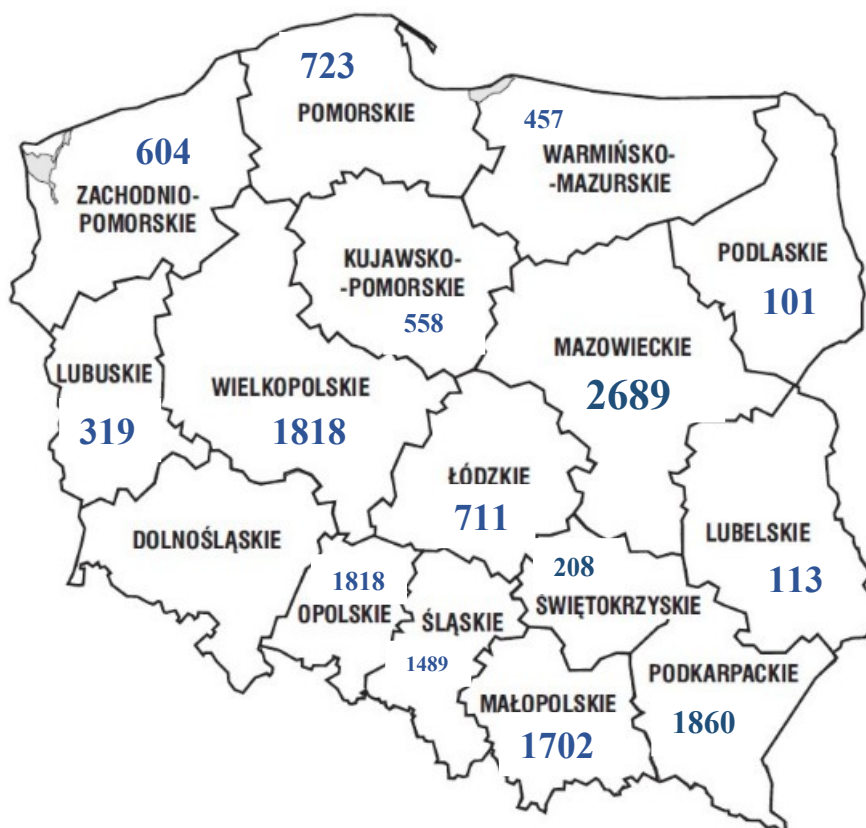 723
POMORSKIE
604
ZACHODNIO-
POMORSKIE
457
WARMIŃSKO-
-MAZURSKIE
PODLASKIE
101
KUJAWSKO-
-POMORSKIE
558
MAZOWIECKIE
2689
LUBUSKIE
319
WIELKOPOLSKIE
1818
ŁÓDZKIE
711
LUBELSKIE
113
DOLNOŚLĄSKIE
1818
OPOLSKIE
ŚLĄSKIE
1489
208
ŚWIĘTOKRZYSKIE
MAŁOPOLSKIE
1702
PODKARPACKIE
1860